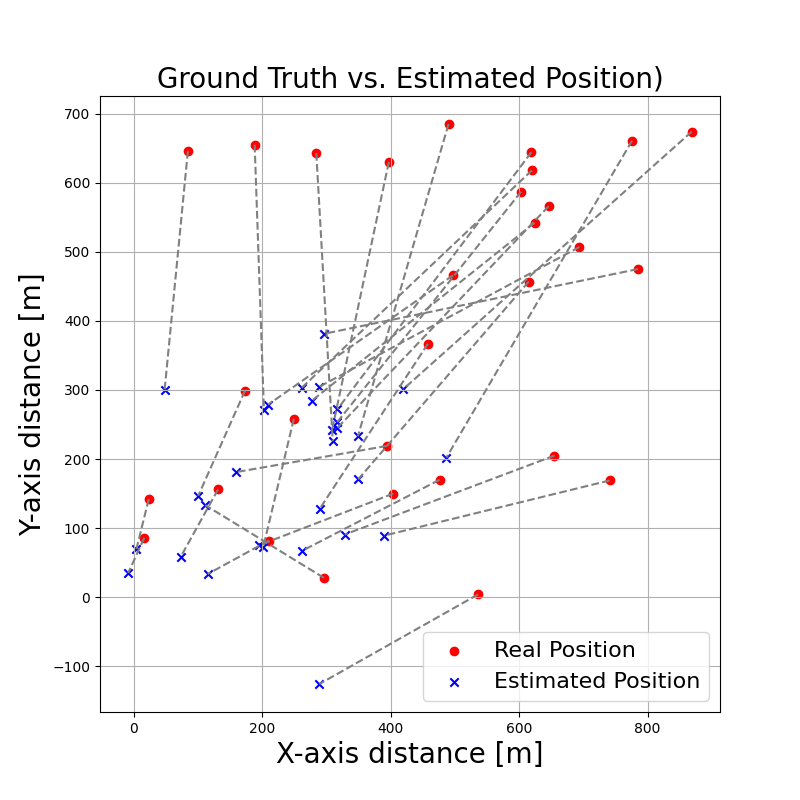 Ground Truth vs. Estimated Position)
700
600
500
400
300
200
100
0
−100
Y-axis distance [m]
Real Position
Estimated Position
0 200 400 600 800
X-axis distance [m]